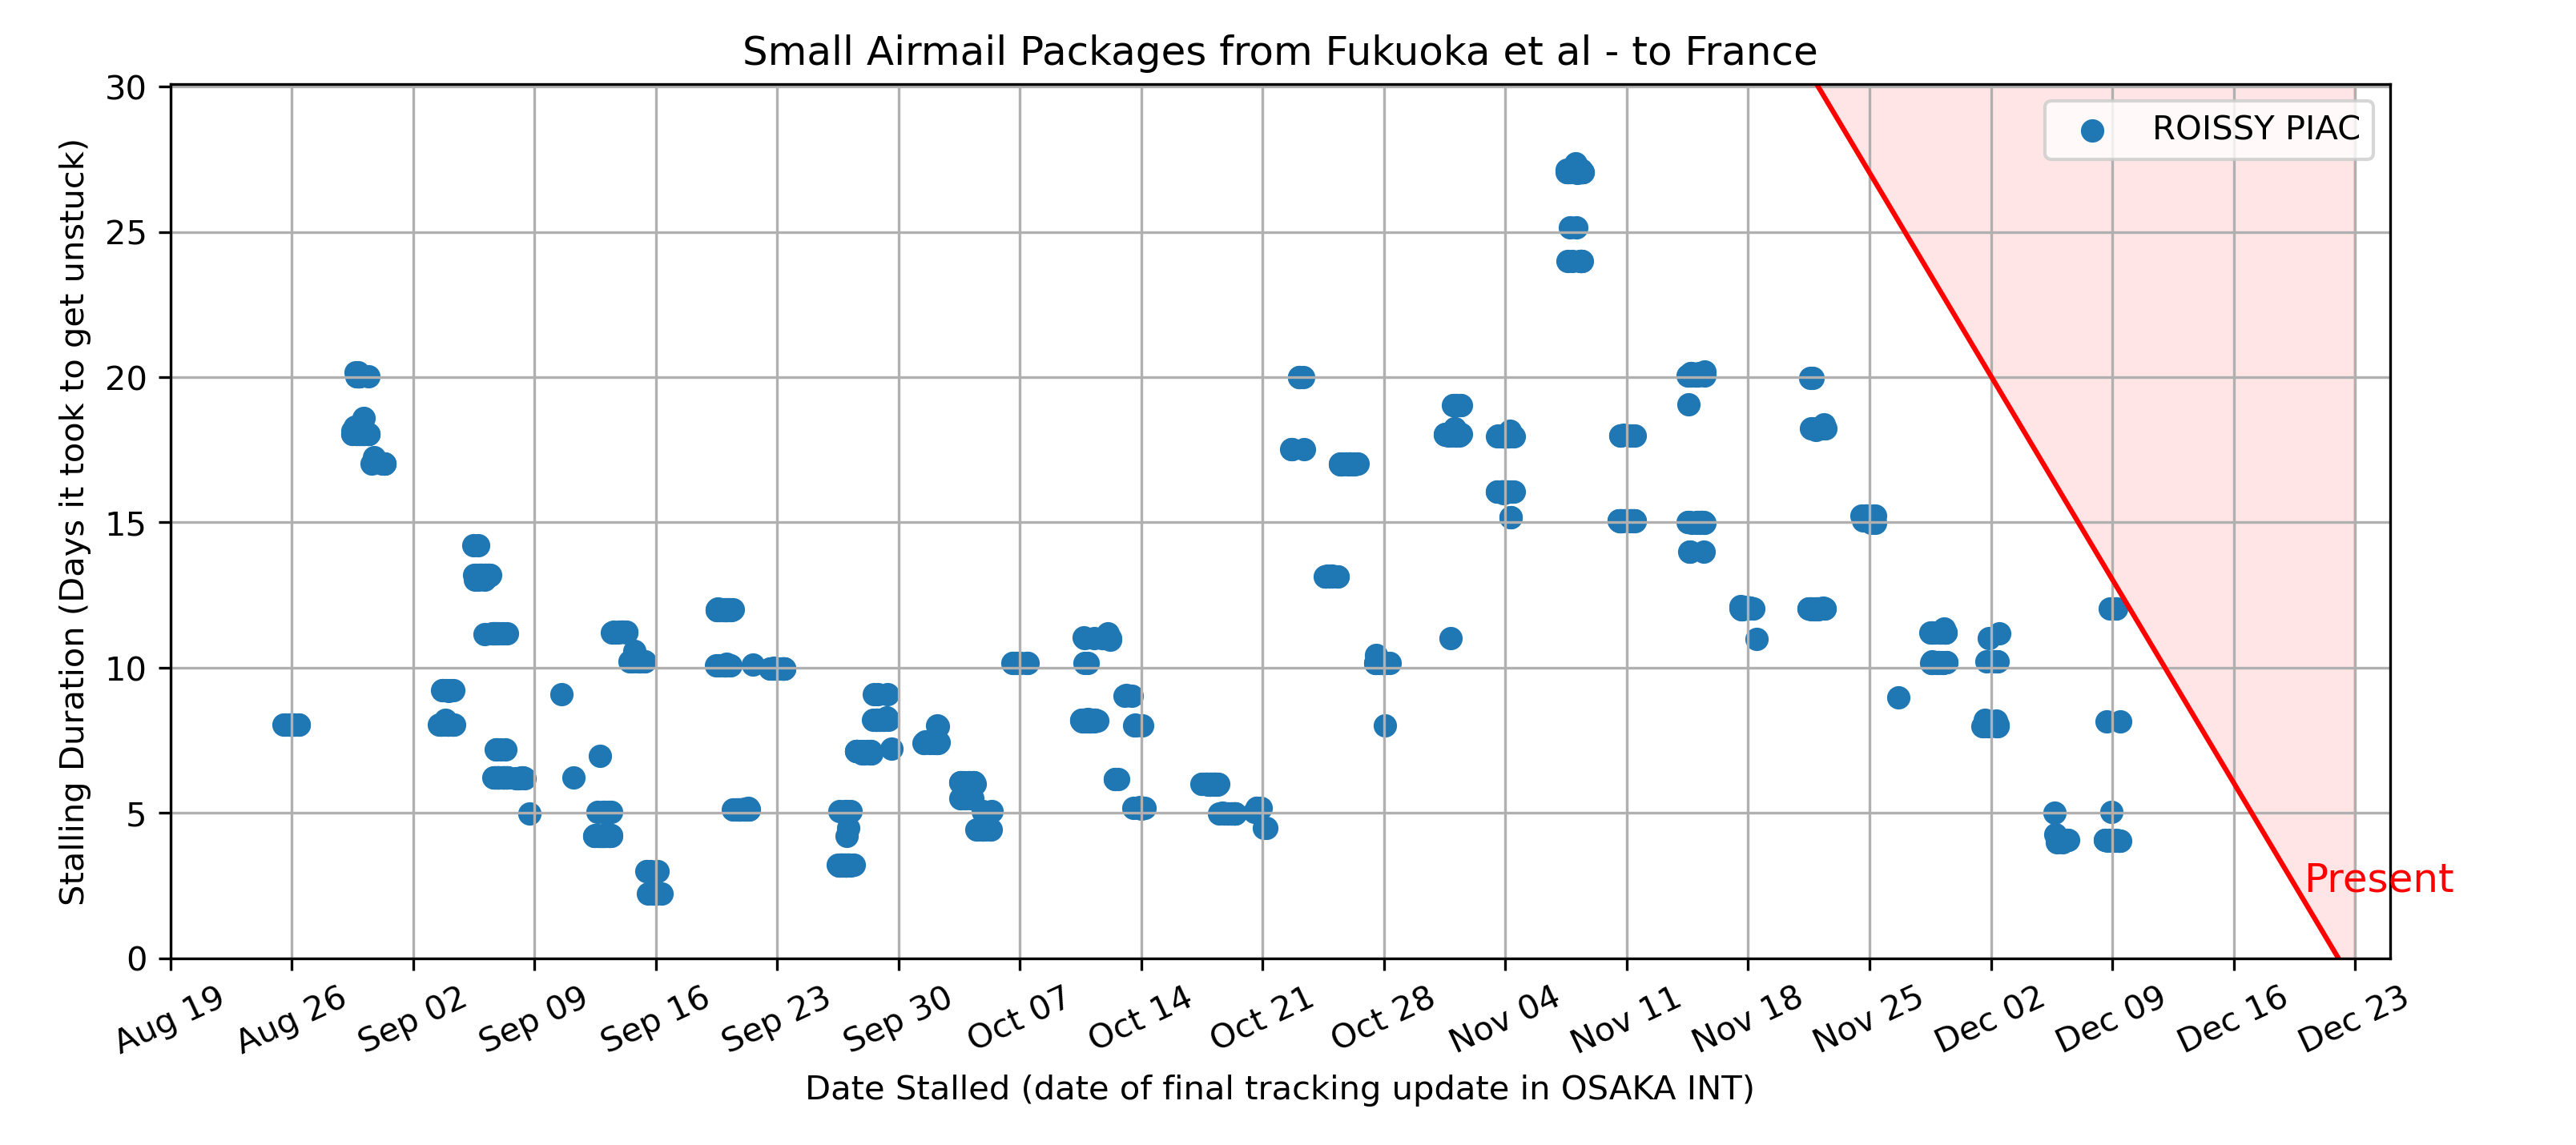 Small Airmail Packages from Fukuoka et al - to France
ROISSY PIAC
Stalling Duration (Days it took to get unstuck)
30
25
20
15
10
5
0
Present
Aug 19
Aug 26
Sep 02
Sep 09
Sep 16
Sep 23
Sep 30
Oct 07
Oct 14
Oct 21
Oct 28
Nov 04
Nov 11
Nov 18
Nov 25
Dec 02
Dec 09
Dec 16
Dec 23
Date Stalled (date of final tracking update in OSAKA INT)